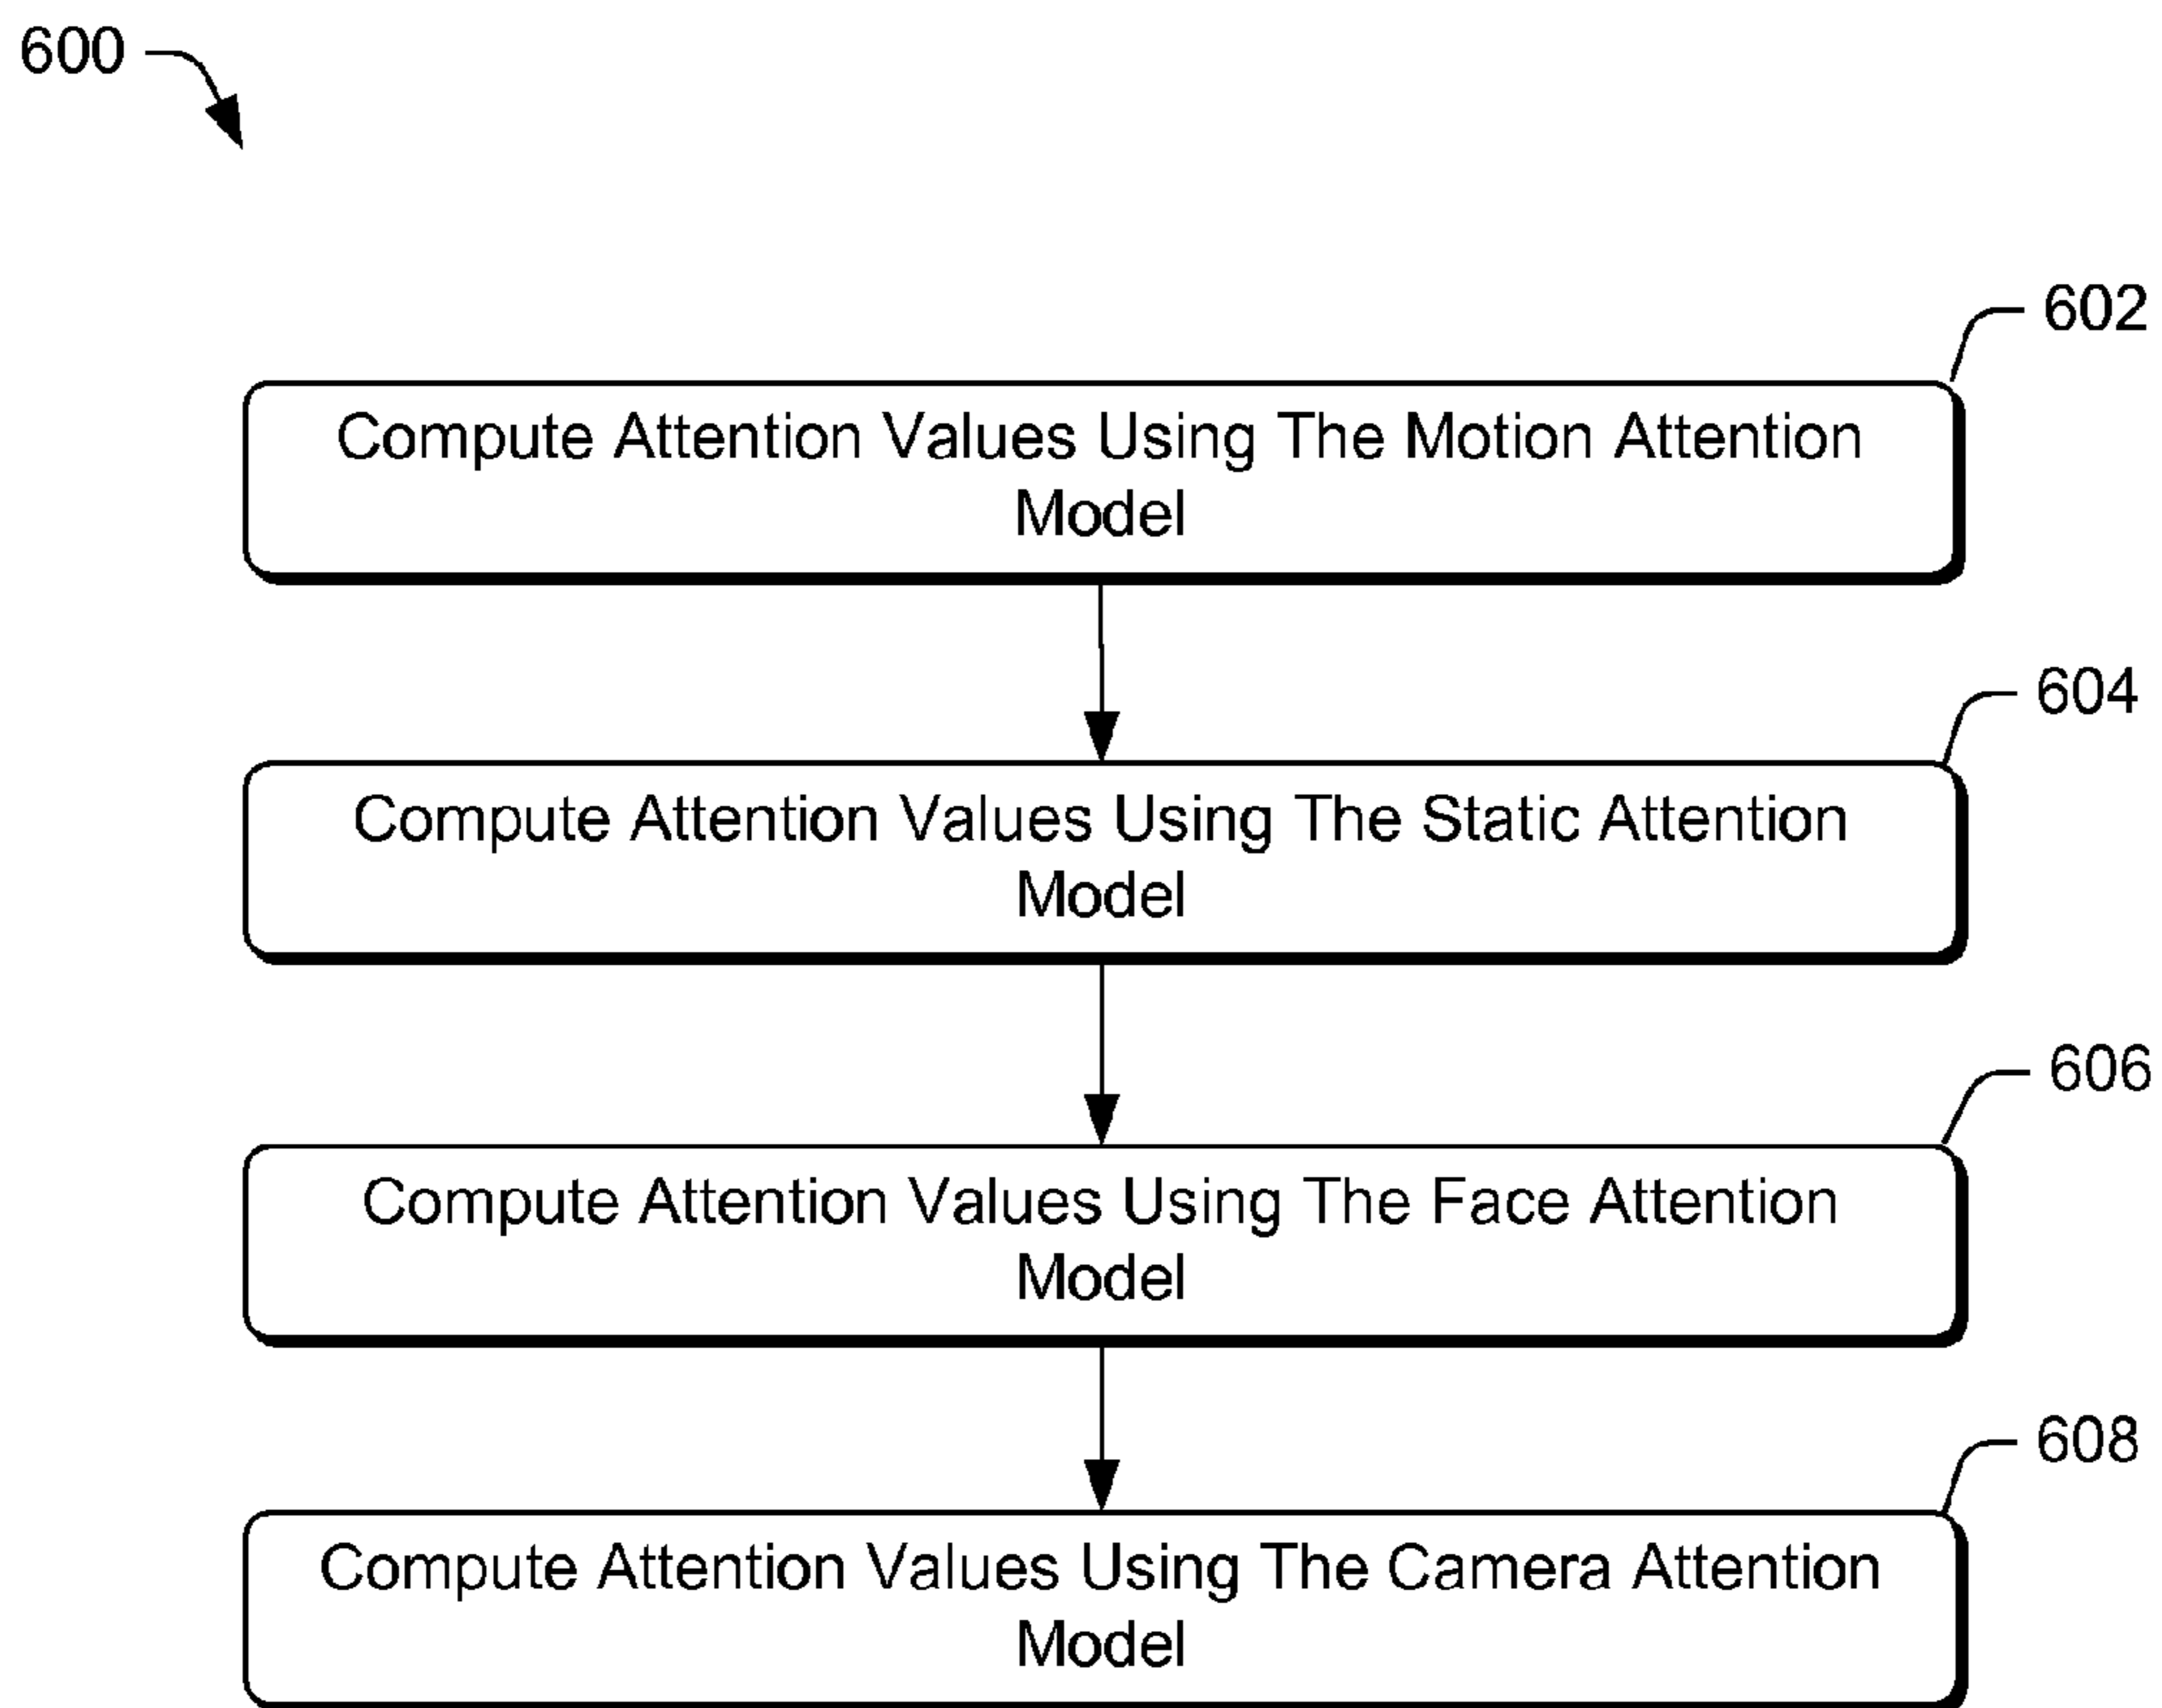 600
602
Compute Attention Values Using The Motion Attention
Model
604
Compute Attention Values Using The Static Attention
Model
606
Compute Attention Values Using The Face Attention
Model
608
Compute Attention Values Using The Camera Attention
Model